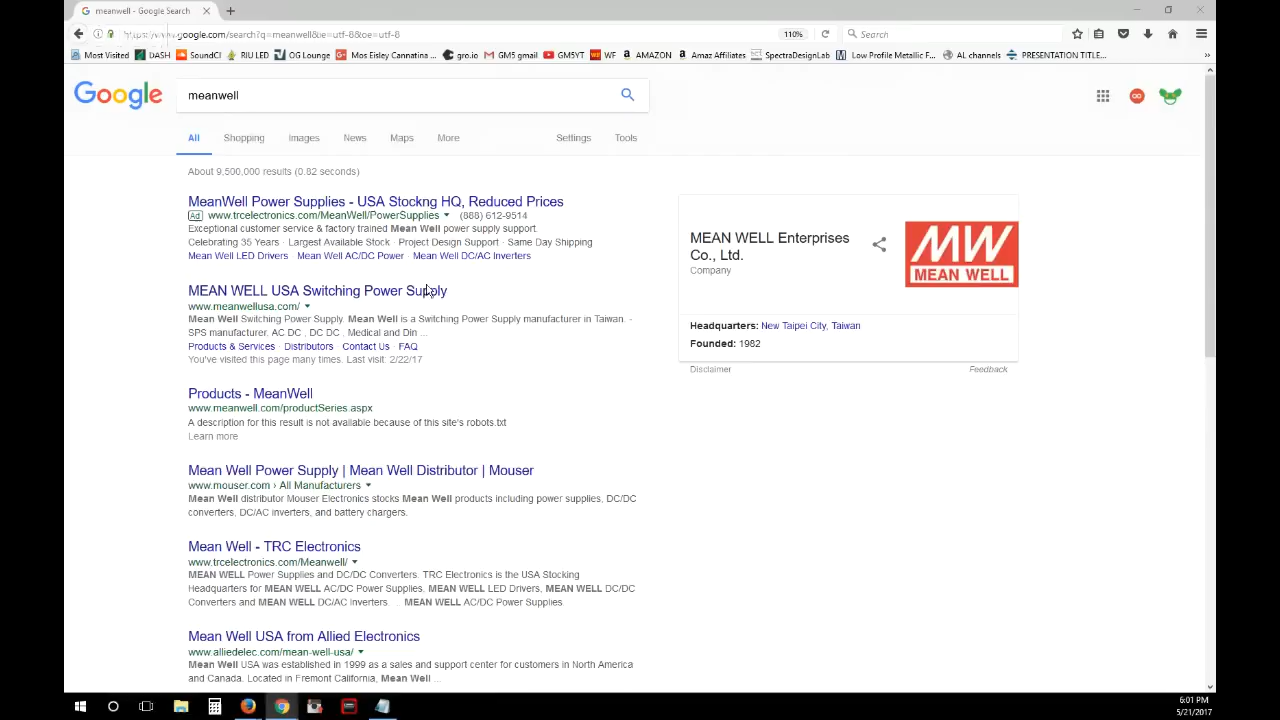 meanwell - Google Search
https://www.google.com/search?q=meanwell&ie=utf-8&oe=utf-8
110%
Search
Most Visited
DASH
SoundCl
RIU LED
OG Lounge
Mos Eisley Cannatina ...
gro.io
GM5 gmail
GM5YT
WF
AMAZON
Amaz Affiliates
SpectraDesignLab
Low Profile Metallic F...
AL channels
PRESENTATION TITLE...
Google
meanwell
All
Shopping
Images
News
Maps
More
Settings
Tools
About 9,500,000 results (0.82 seconds)
MeanWell Power Supplies - USA Stockng HQ, Reduced Prices
Ad www.trcelectronics.com/MeanWell/PowerSupplies (888) 612-9514
Exceptional customer service & factory trained Mean Well power supply support.
Celebrating 35 Years · Largest Available Stock · Project Design Support · Same Day Shipping
Mean Well LED Drivers · Mean Well AC/DC Power · Mean Well DC/AC Inverters
MEAN WELL USA Switching Power Supply
www.meanwellusa.com/
Mean Well Switching Power Supply. Mean Well is a Switching Power Supply manufacturer in Taiwan. -
SPS manufacturer. AC DC , DC DC , Medical and Din ...
Products & Services · Distributors · Contact Us · FAQ
You've visited this page many times. Last visit: 2/22/17
Products - MeanWell
www.meanwell.com/productSeries.aspx
A description for this result is not available because of this site's robots.txt
Learn more
Mean Well Power Supply | Mean Well Distributor | Mouser
www.mouser.com › All Manufacturers
Mean Well distributor Mouser Electronics stocks Mean Well products including power supplies, DC/DC
converters, DC/AC inverters, and battery chargers.
Mean Well - TRC Electronics
www.trcelectronics.com/Meanwell/
MEAN WELL Power Supplies and DC/DC Converters. TRC Electronics is the USA Stocking
Headquarters for MEAN WELL AC/DC Power Supplies, MEAN WELL LED Drivers, MEAN WELL DC/DC
Converters and MEAN WELL DC/AC Inverters. ... MEAN WELL AC/DC Power Supplies.
Mean Well USA from Allied Electronics
www.alliedelec.com/mean-well-usa/
Mean Well USA was established in 1999 as a sales and support center for customers in North America
and Canada. Located in Fremont California, Mean Well ...
MEAN WELL Enterprises
Co., Ltd.
Company
MW
MEAN WELL
Headquarters: New Taipei City, Taiwan
Founded: 1982
Disclaimer
Feedback
6:01 PM
5/21/2017